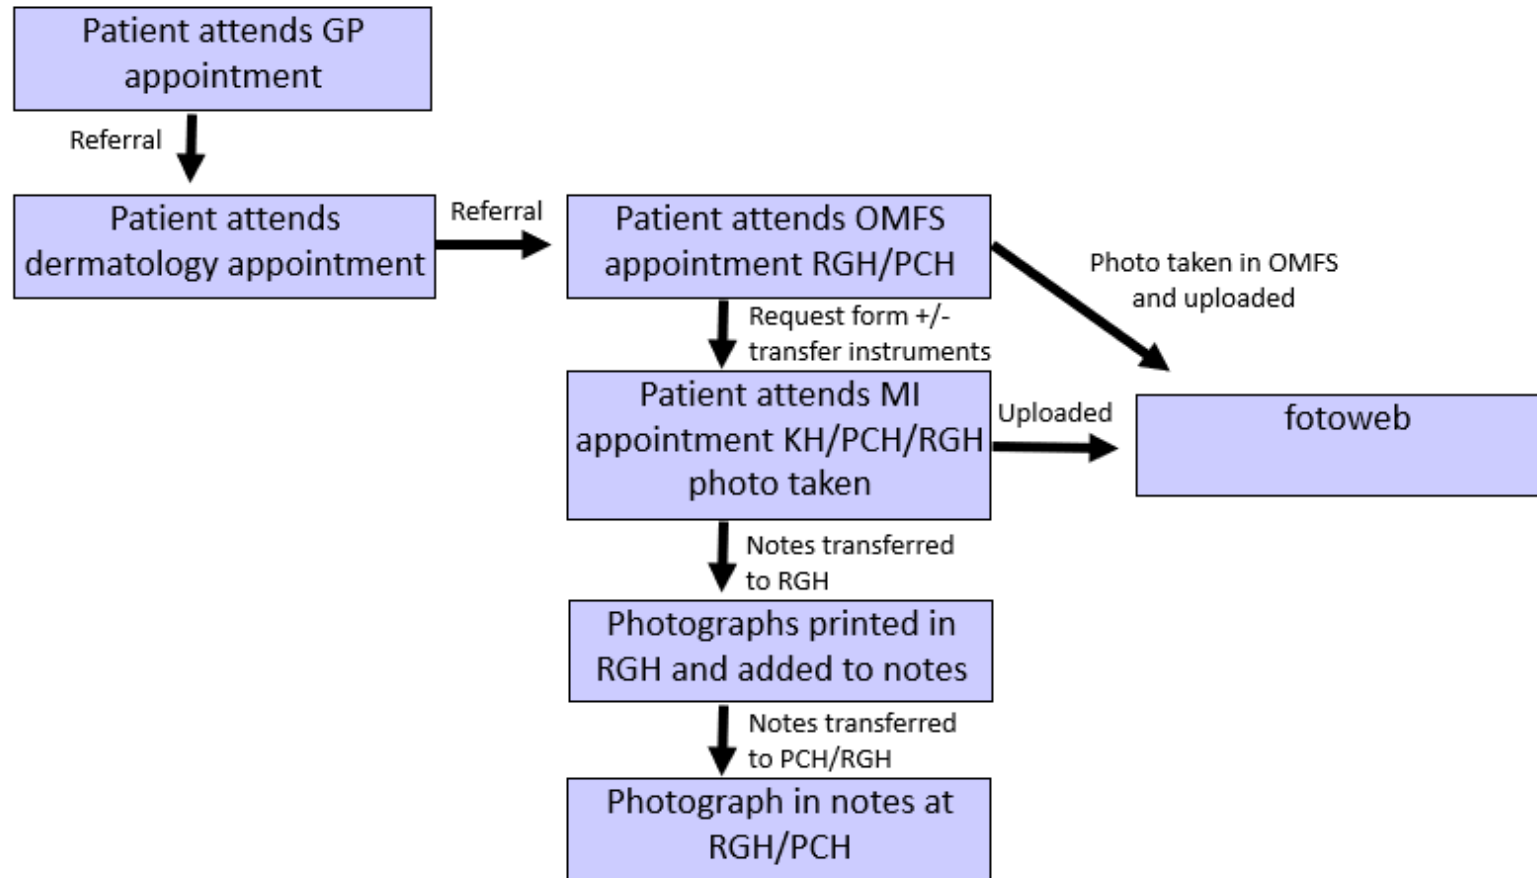 Patient attends GP
appointment
Referral
Patient attends
dermatology appointment
Referral
Patient attends OMFS
appointment RGH/PCH
Photo taken in OMFS
and uploaded
Request form +/-
transfer instruments
Patient attends MI
appointment KH/PCH/RGH
photo taken
Uploaded
fotoweb
Notes transferred
to RGH
Photographs printed in
RGH and added to notes
Notes transferred
to PCH/RGH
Photograph in notes at
RGH/PCH